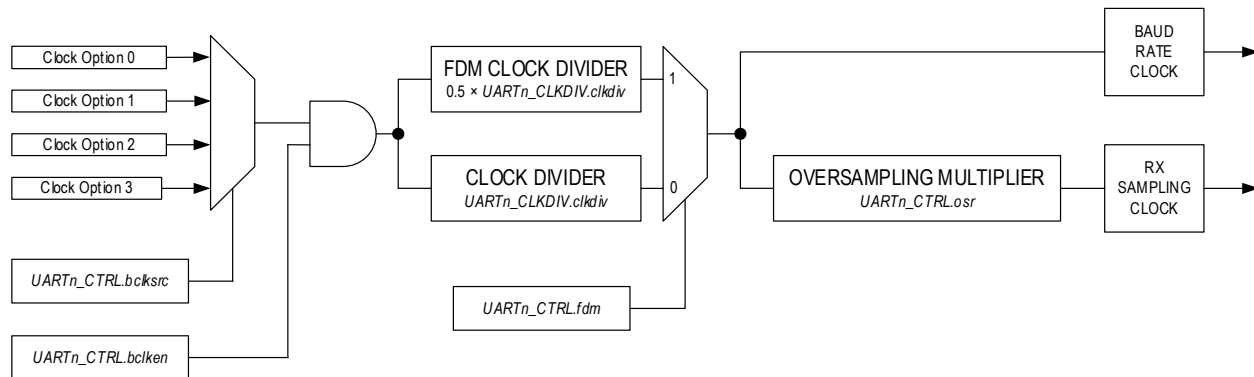 Clock Option 0
Clock Option 1
Clock Option 2
Clock Option 3
UARTn_CTRL.bclksrc
UARTn_CTRL.bclken
FDM CLOCK DIVIDER
0.5 × UARTn_CLKDIV.clkdiv
CLOCK DIVIDER
UARTn_CLKDIV.clkdiv
1
0
UARTn_CTRL.fdm
OVERSAMPLING MULTIPLIER
UARTn_CTRL.osr
BAUD
RATE
CLOCK
RX
SAMPLING
CLOCK